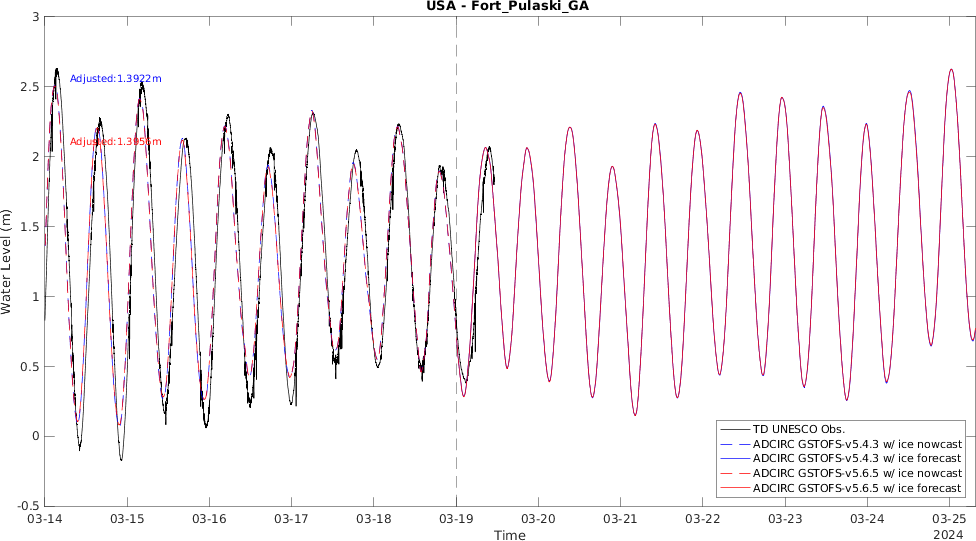 USA - Fort_Pulaski_GA
3
2.5
2
1.5
1
0.5
0
-0.5
Water Level (m)
Adjusted:1.3922m
Adjusted:1.3956m
TD UNESCO Obs.
ADCIRC GSTOFS-v5.4.3 w/ ice nowcast
ADCIRC GSTOFS-v5.4.3 w/ ice forecast
ADCIRC GSTOFS-v5.6.5 w/ ice nowcast
ADCIRC GSTOFS-v5.6.5 w/ ice forecast
03-14 03-15 03-16 03-17 03-18 03-19 03-20 03-21 03-22 03-23 03-24 03-25
2024
Time